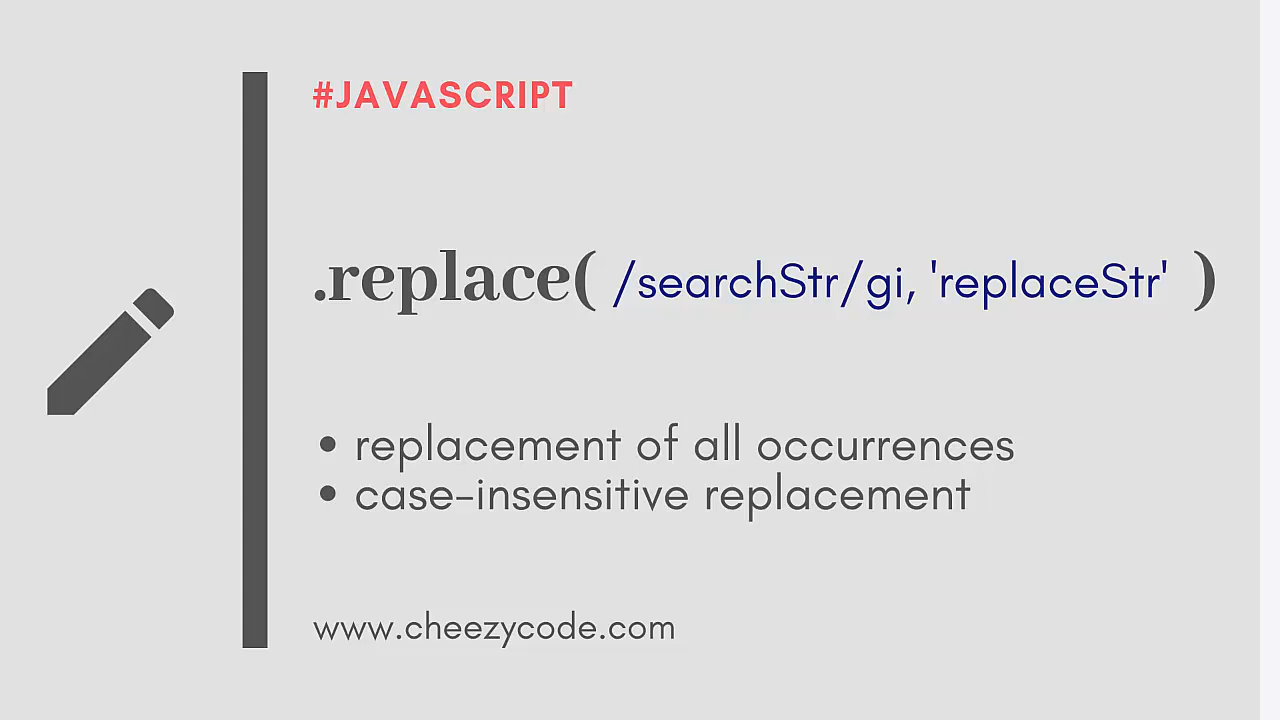 #JAVASCRIPT
.replace( /searchStr/gi, 'replaceStr' )
• replacement of all occurrences
• case-insensitive replacement
www.cheezycode.com